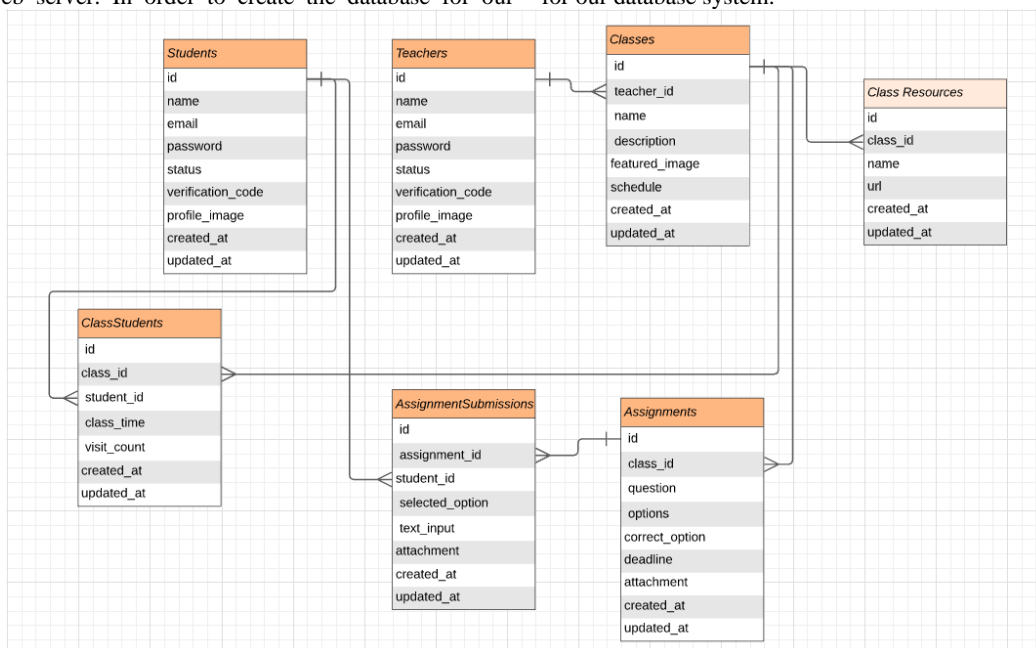 eb server. In order to create the database for our for our database system.
Students
id
name
email
password
status
verification_code
profile_image
created_at
updated_at
Teachers
id
name
email
password
status
verification_code
profile_image
created_at
updated_at
Classes
id
teacher_id
name
description
featured_image
schedule
created_at
updated_at
Class Resources
id
class_id
name
url
created_at
updated_at
ClassStudents
id
class_id
student_id
class_time
visit_count
created_at
updated_at
AssignmentSubmissions
id
assignment_id
student_id
selected_option
text_input
attachment
created_at
updated_at
Assignments
id
class_id
question
options
correct_option
deadline
attachment
created_at
updated_at